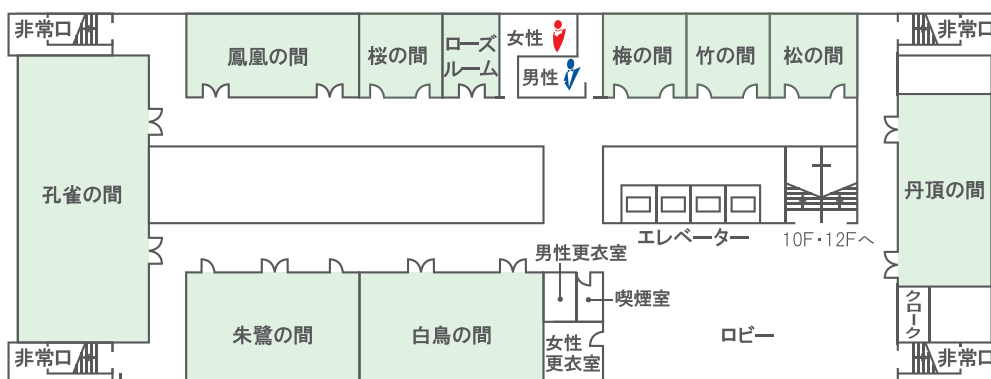 非常口
鳳凰の間
桜の間
ローズ
ルーム
女性
男性
梅の間
竹の間
松の間
非常口
孔雀の間
丹頂の間
エレベーター
10F・12Fへ
男性更衣室
喫煙室
朱鷺の間
白鳥の間
女性
更衣室
ロビー
クローク
非常口
非常口